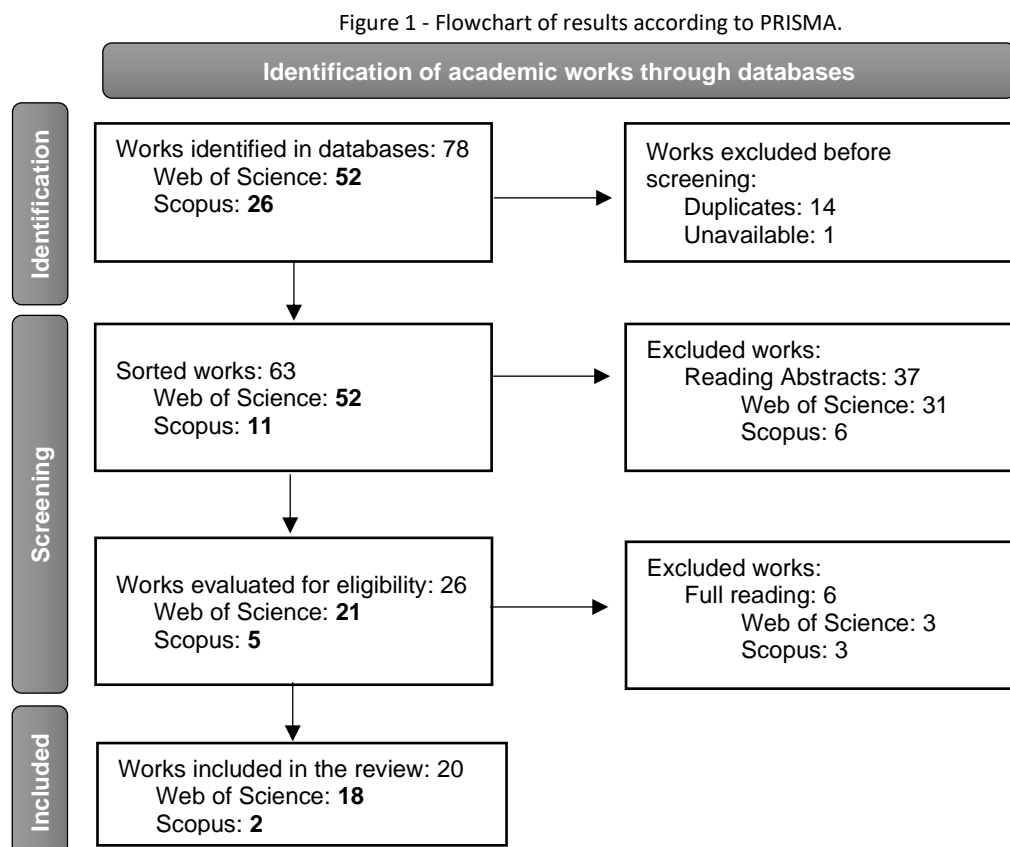 Figure 1 - Flowchart of results according to PRISMA.
Identification of academic works through databases
Identification
Works identified in databases: 78
Web of Science: 52
Scopus: 26
Works excluded before
screening:
Duplicates: 14
Unavailable: 1
Screening
Sorted works: 63
Web of Science: 52
Scopus: 11
Excluded works:
Reading Abstracts: 37
Web of Science: 31
Scopus: 6
Works evaluated for eligibility: 26
Web of Science: 21
Scopus: 5
Excluded works:
Full reading: 6
Web of Science: 3
Scopus: 3
Included
Works included in the review: 20
Web of Science: 18
Scopus: 2